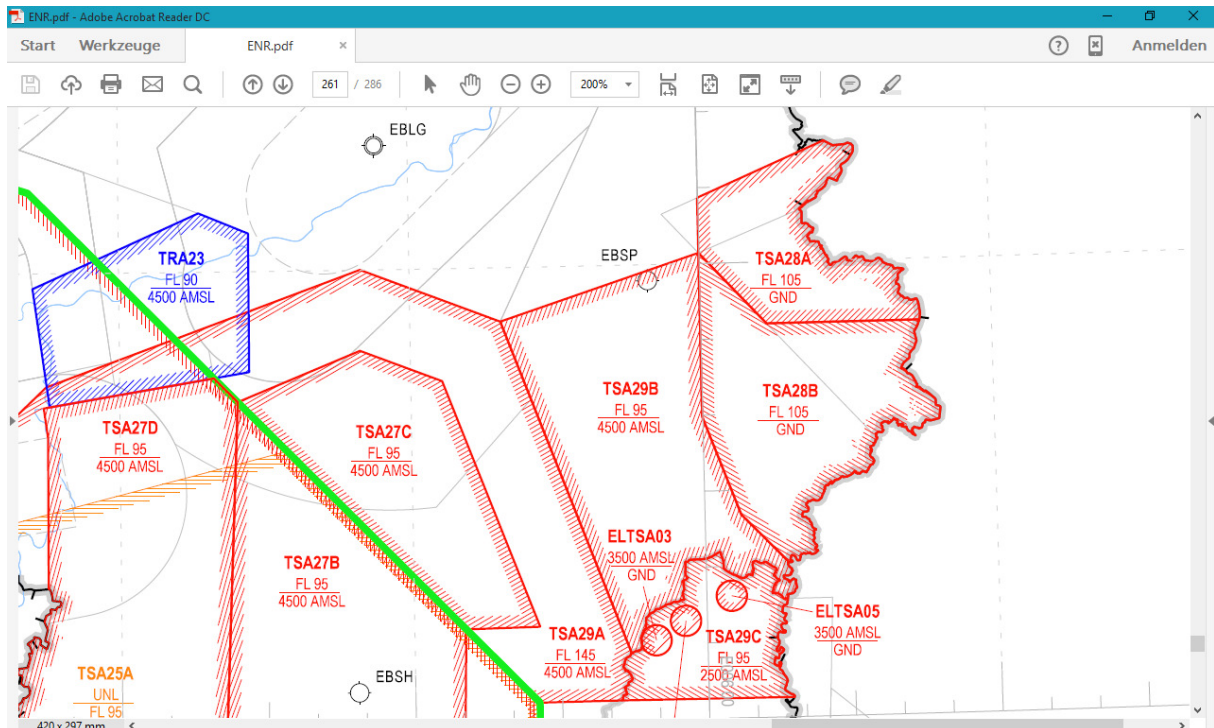 ENR.pdf - Adobe Acrobat Reader DC
Start Werkzeuge ENR.pdf × Anmelden
261 / 286 200%
EBLG
TRA23
FL 90
4500 AMSL
EBSP
TSA28A
FL 105
GND
TSA29B
FL 95
4500 AMSL
TSA28B
FL 105
GND
TSA27D
FL 95
4500 AMSL
TSA27C
FL 95
4500 AMSL
ELTSA03
3500 AMSL
GND
TSA27B
FL 95
4500 AMSL
ELTSA05
3500 AMSL
GND
TSA29A
FL 145
4500 AMSL
TSA29C
FL 95
2500 AMSL
TSA25A
UNL
FL 95
EBSH
420 x 297 mm